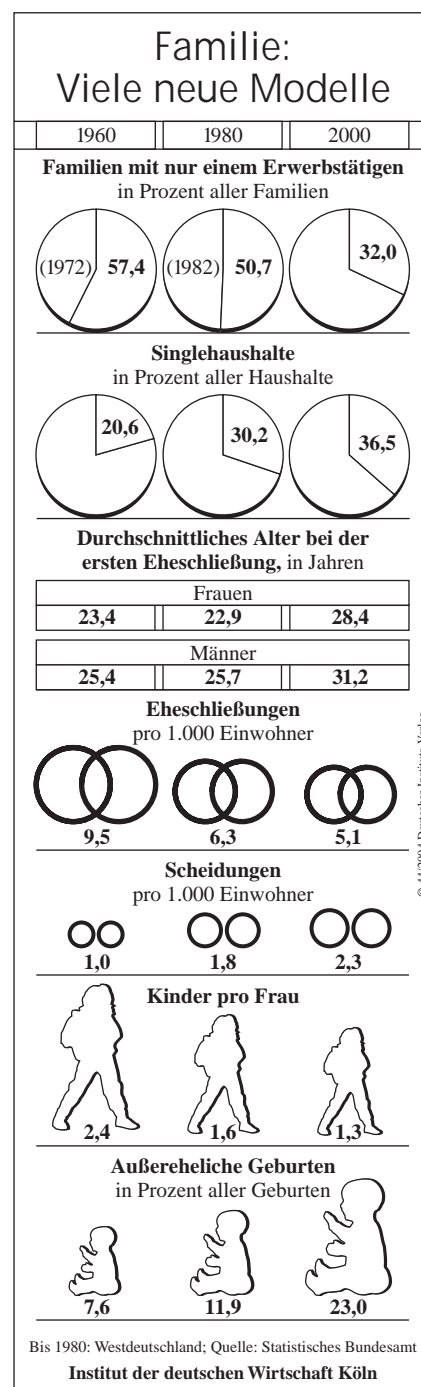 Familie:
Viele neue Modelle
1960 1980 2000
Familien mit nur einem Erwerbstätigen
in Prozent aller Familien
(1972) 57,4 (1982) 50,7 32,0
Singlehaushalte
in Prozent aller Haushalte
20,6 30,2 36,5
Durchschnittliches Alter bei der
ersten Eheschließung, in Jahren
Frauen
23,4 22,9 28,4
Männer
25,4 25,7 31,2
Eheschließungen
pro 1.000 Einwohner
9,5 6,3 5,1
Scheidungen
pro 1.000 Einwohner
1,0 1,8 2,3
Kinder pro Frau
2,4 1,6 1,3
Außereheliche Geburten
in Prozent aller Geburten
7,6 11,9 23,0
Bis 1980: Westdeutschland; Quelle: Statistisches Bundesamt
Institut der deutschen Wirtschaft Köln